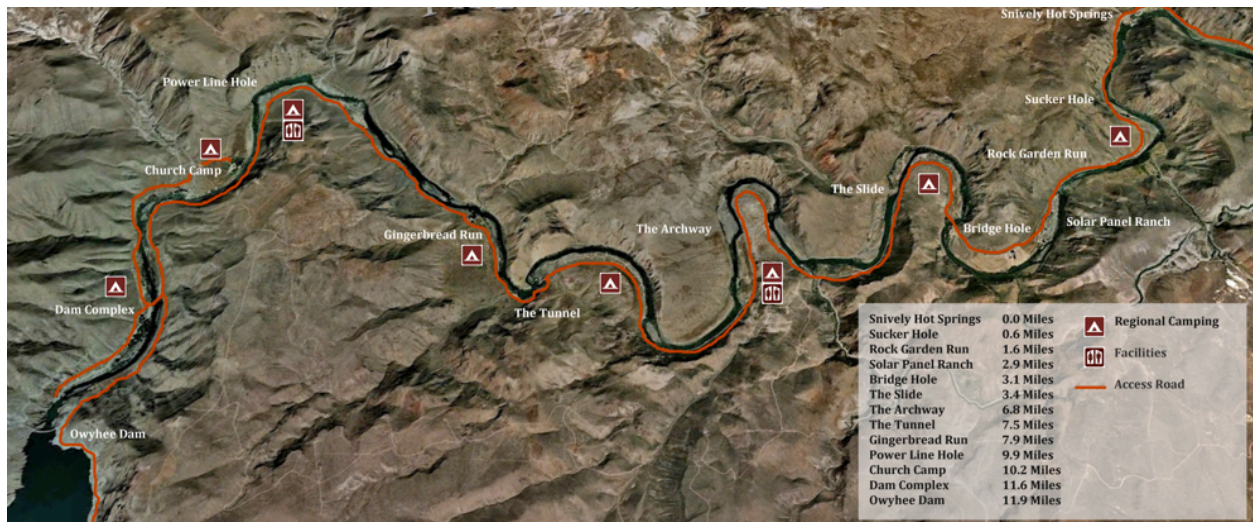 Snively Hot Springs
Power Line Hole
Sucker Hole
Rock Garden Run
Church Camp
The Slide
Solar Panel Ranch
The Archway
Bridge Hole
Gingerbread Run
Dam Complex
The Tunnel
Owyhee Dam
Snively Hot Springs 0.0 Miles
Sucker Hole 0.6 Miles
Rock Garden Run 1.6 Miles
Solar Panel Ranch 2.9 Miles
Bridge Hole 3.1 Miles
The Slide 3.4 Miles
The Archway 6.8 Miles
The Tunnel 7.5 Miles
Gingerbread Run 7.9 Miles
Power Line Hole 9.9 Miles
Church Camp 10.2 Miles
Dam Complex 11.6 Miles
Owyhee Dam 11.9 Miles
Regional Camping
Facilities
Access Road